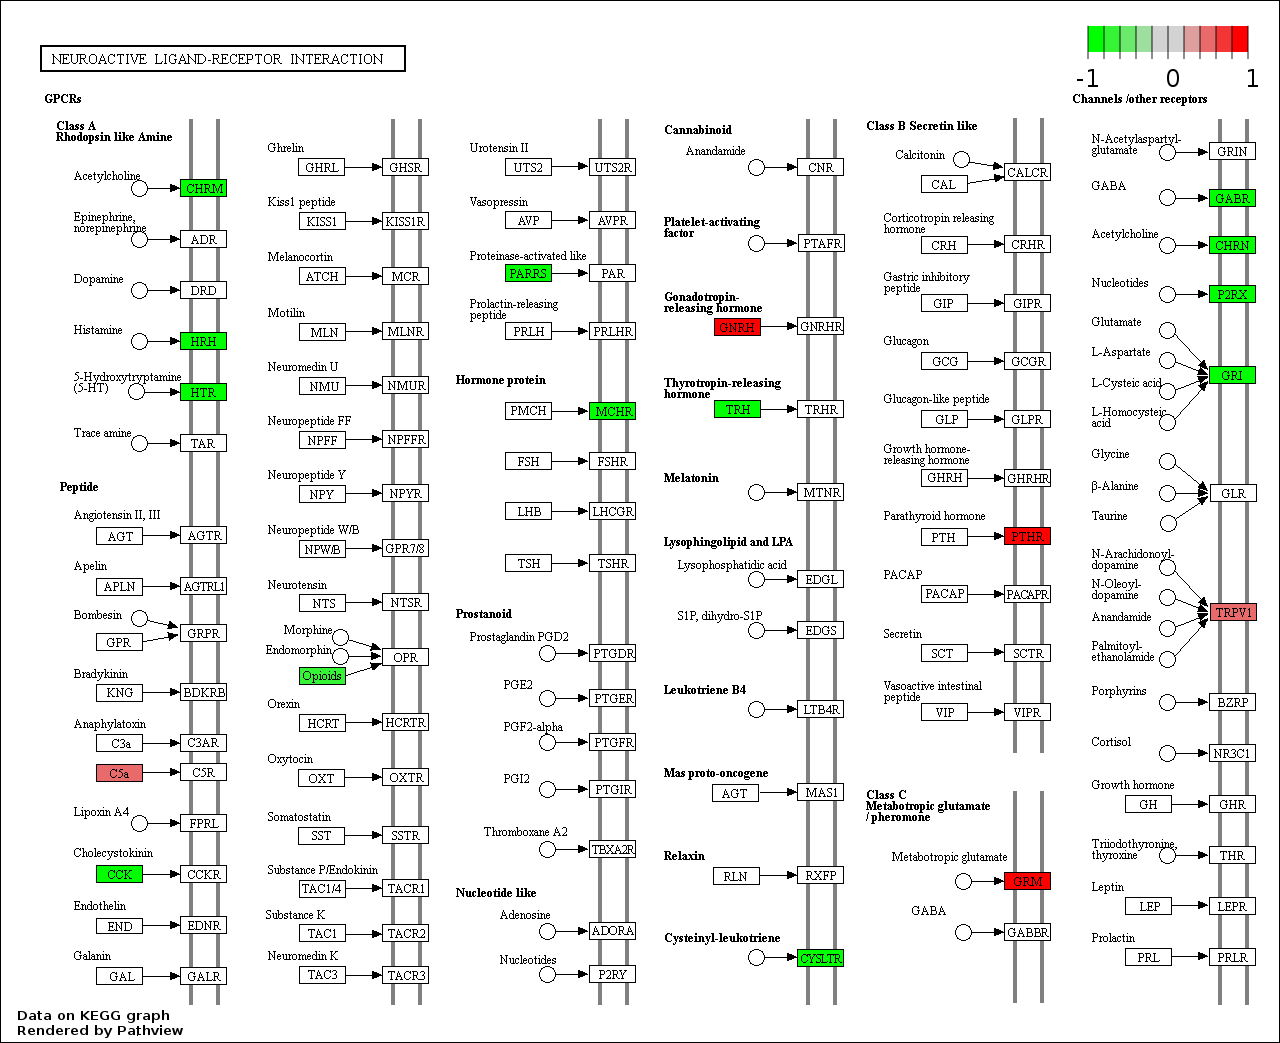 NEUROACTIVE LIGAND-RECEPTOR INTERACTION
-1 0 1
GPCRs
Class A
Rhodopsin like Amine
Acetylcholine
CHRM
Epinephrine,
norepinephrine
ADR
Dopamine
DRD
Histamine
HRH
5-Hydroxytryptamine
(5-HT)
HTR
Trace amine
TAR
Peptide
Angiotensin II, III
AGT AGTR
Apelin
APLN AGTRL1
Bombesin
GPR GRPR
Bradykinin
KNG BDKRB
Anaphylatoxin
C3a C3AR
C5a C5R
Lipoxin A4
FPRL
Cholecystokinin
CCK CCKR
Endothelin
END EDNR
Galanin
GAL GALR
Ghrelin
GHRL GHSR
Kiss1 peptide
KISS1 KISS1R
Melanocortin
ATCH MCR
Motilin
MLN MLNR
Neuromedin U
NMU NMUR
Neuropeptide FF
NPFF NPFFR
Neuropeptide Y
NPY NPYR
Neuropeptide W/B
NPW/B GPR7/8
Neurotensin
NTS NTSR
Morphine
Endomorphin
Opioids
OPR
Orexin
HCRT HCRTR
Oxytocin
OXT OXTR
Somatostatin
SST SSTR
Substance P/Endokinin
TAC1/4 TACR1
Substance K
TAC1 TACR2
Neuromedin K
TAC3 TACR3
Urotensin II
UTS2 UTS2R
Vasopressin
AVP AVPR
Proteinase-activated like
PARRS PAR
Prolactin-releasing
peptide
PRLH PRLHR
Hormone protein
PMCH MCHR
FSH FSHR
LHB LHCGR
TSH TSHR
Prostanoid
Prostaglandin PGD2
PTGDR
PGE2
PTGER
PGF2-alpha
PTGFR
PGI2
PTGIR
Thromboxane A2
TBXA2R
Nucleotide like
Adenosine
ADORA
Nucleotides
P2RY
Cannabinoid
Anandamide
CNR
Platelet-activating
factor
PTAFR
Gonadotropin-
releasing hormone
GNRH GNRHR
Thyrotropin-releasing
hormone
TRH TRHR
Melatonin
MTNR
Lysophingolipid and LPA
Lysophosphatidic acid
EDGL
S1P, dihydro-S1P
EDGS
Leukotriene B4
LTB4R
Mas proto-oncogene
AGT MAS1
Relaxin
RLN RXFP
Cysteinyl-leukotriene
CYSLTR
Class B Secretin like
Calcitonin
CAL CALCR
Corticotropin releasing
hormone
CRH CRHR
Gastric inhibitory
peptide
GIP GIPR
Glucagon
GCG GCGR
Glucagon-like peptide
GLP GLPR
Growth hormone-
releasing hormone
GHRH GHRHR
Parathyroid hormone
PTH PTHR
PACAP
PACAP PACAPR
Secretin
SCT SCTR
Vasoactive intestinal
peptide
VIP VIPR
Class C
Metabotropic glutamate
/ pheromone
Metabotropic glutamate
GRM
GABA
GABBR
Channels /other receptors
N-Acetylaspartyl-
glutamate
GRIN
GABA
GABR
Acetylcholine
CHRN
Nucleotides
P2RX
Glutamate
L-Aspartate
GRI
L-Cysteic acid
L-Homocysteic
acid
Glycine
β-Alanine
GLR
Taurine
N-Arachidonoyl-
dopamine
N-Oleoyl-
dopamine
TRPV1
Anandamide
Palmitoyl-
ethanolamide
Porphyrins
BZRP
Cortisol
NR3C1
Growth hormone
GH GHR
Triiodothyronine,
thyroxine
THR
Leptin
LEP LEPR
Prolactin
PRL PRLR
Data on KEGG graph
Rendered by Pathview